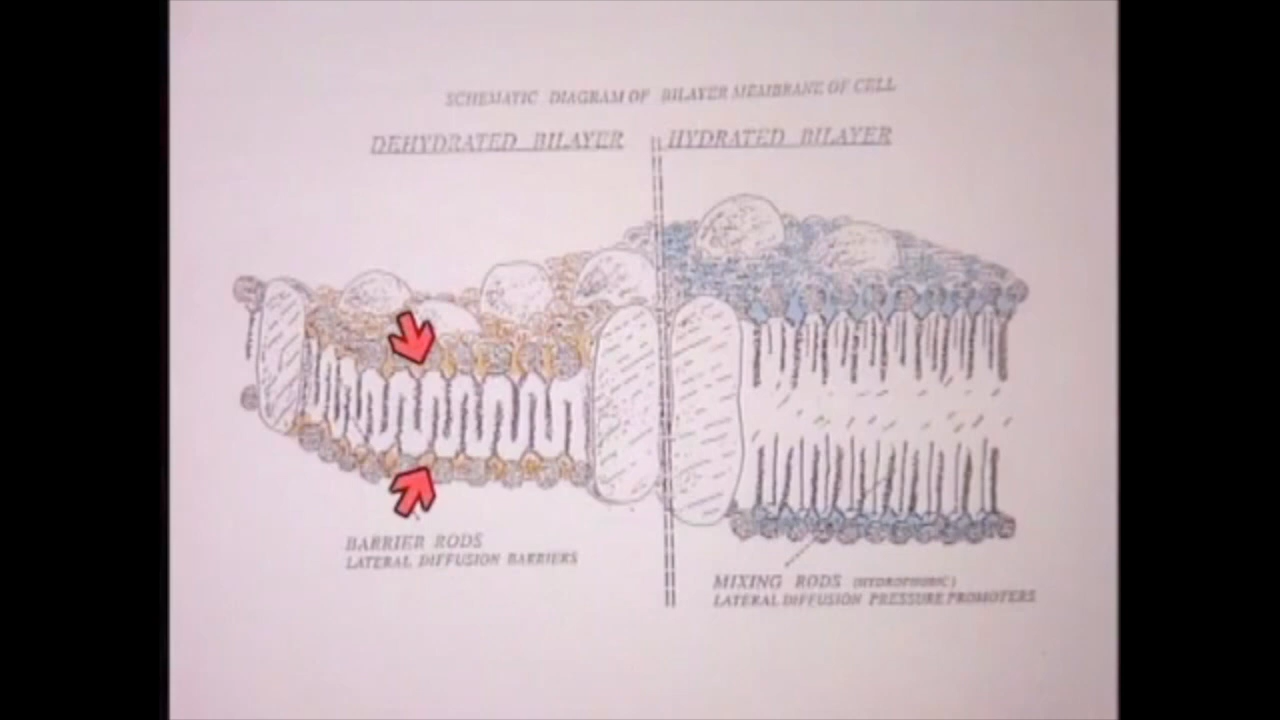 SCHEMATIC DIAGRAM OF BILAYER MEMBRANE OF CELL
DEHYDRATED BILAYER
HYDRATED BILAYER
BARRIER RODS
LATERAL DIFFUSION BARRIERS
MIXING RODS (HYDROPHOBIC)
LATERAL DIFFUSION PRESSURE PROMOTERS